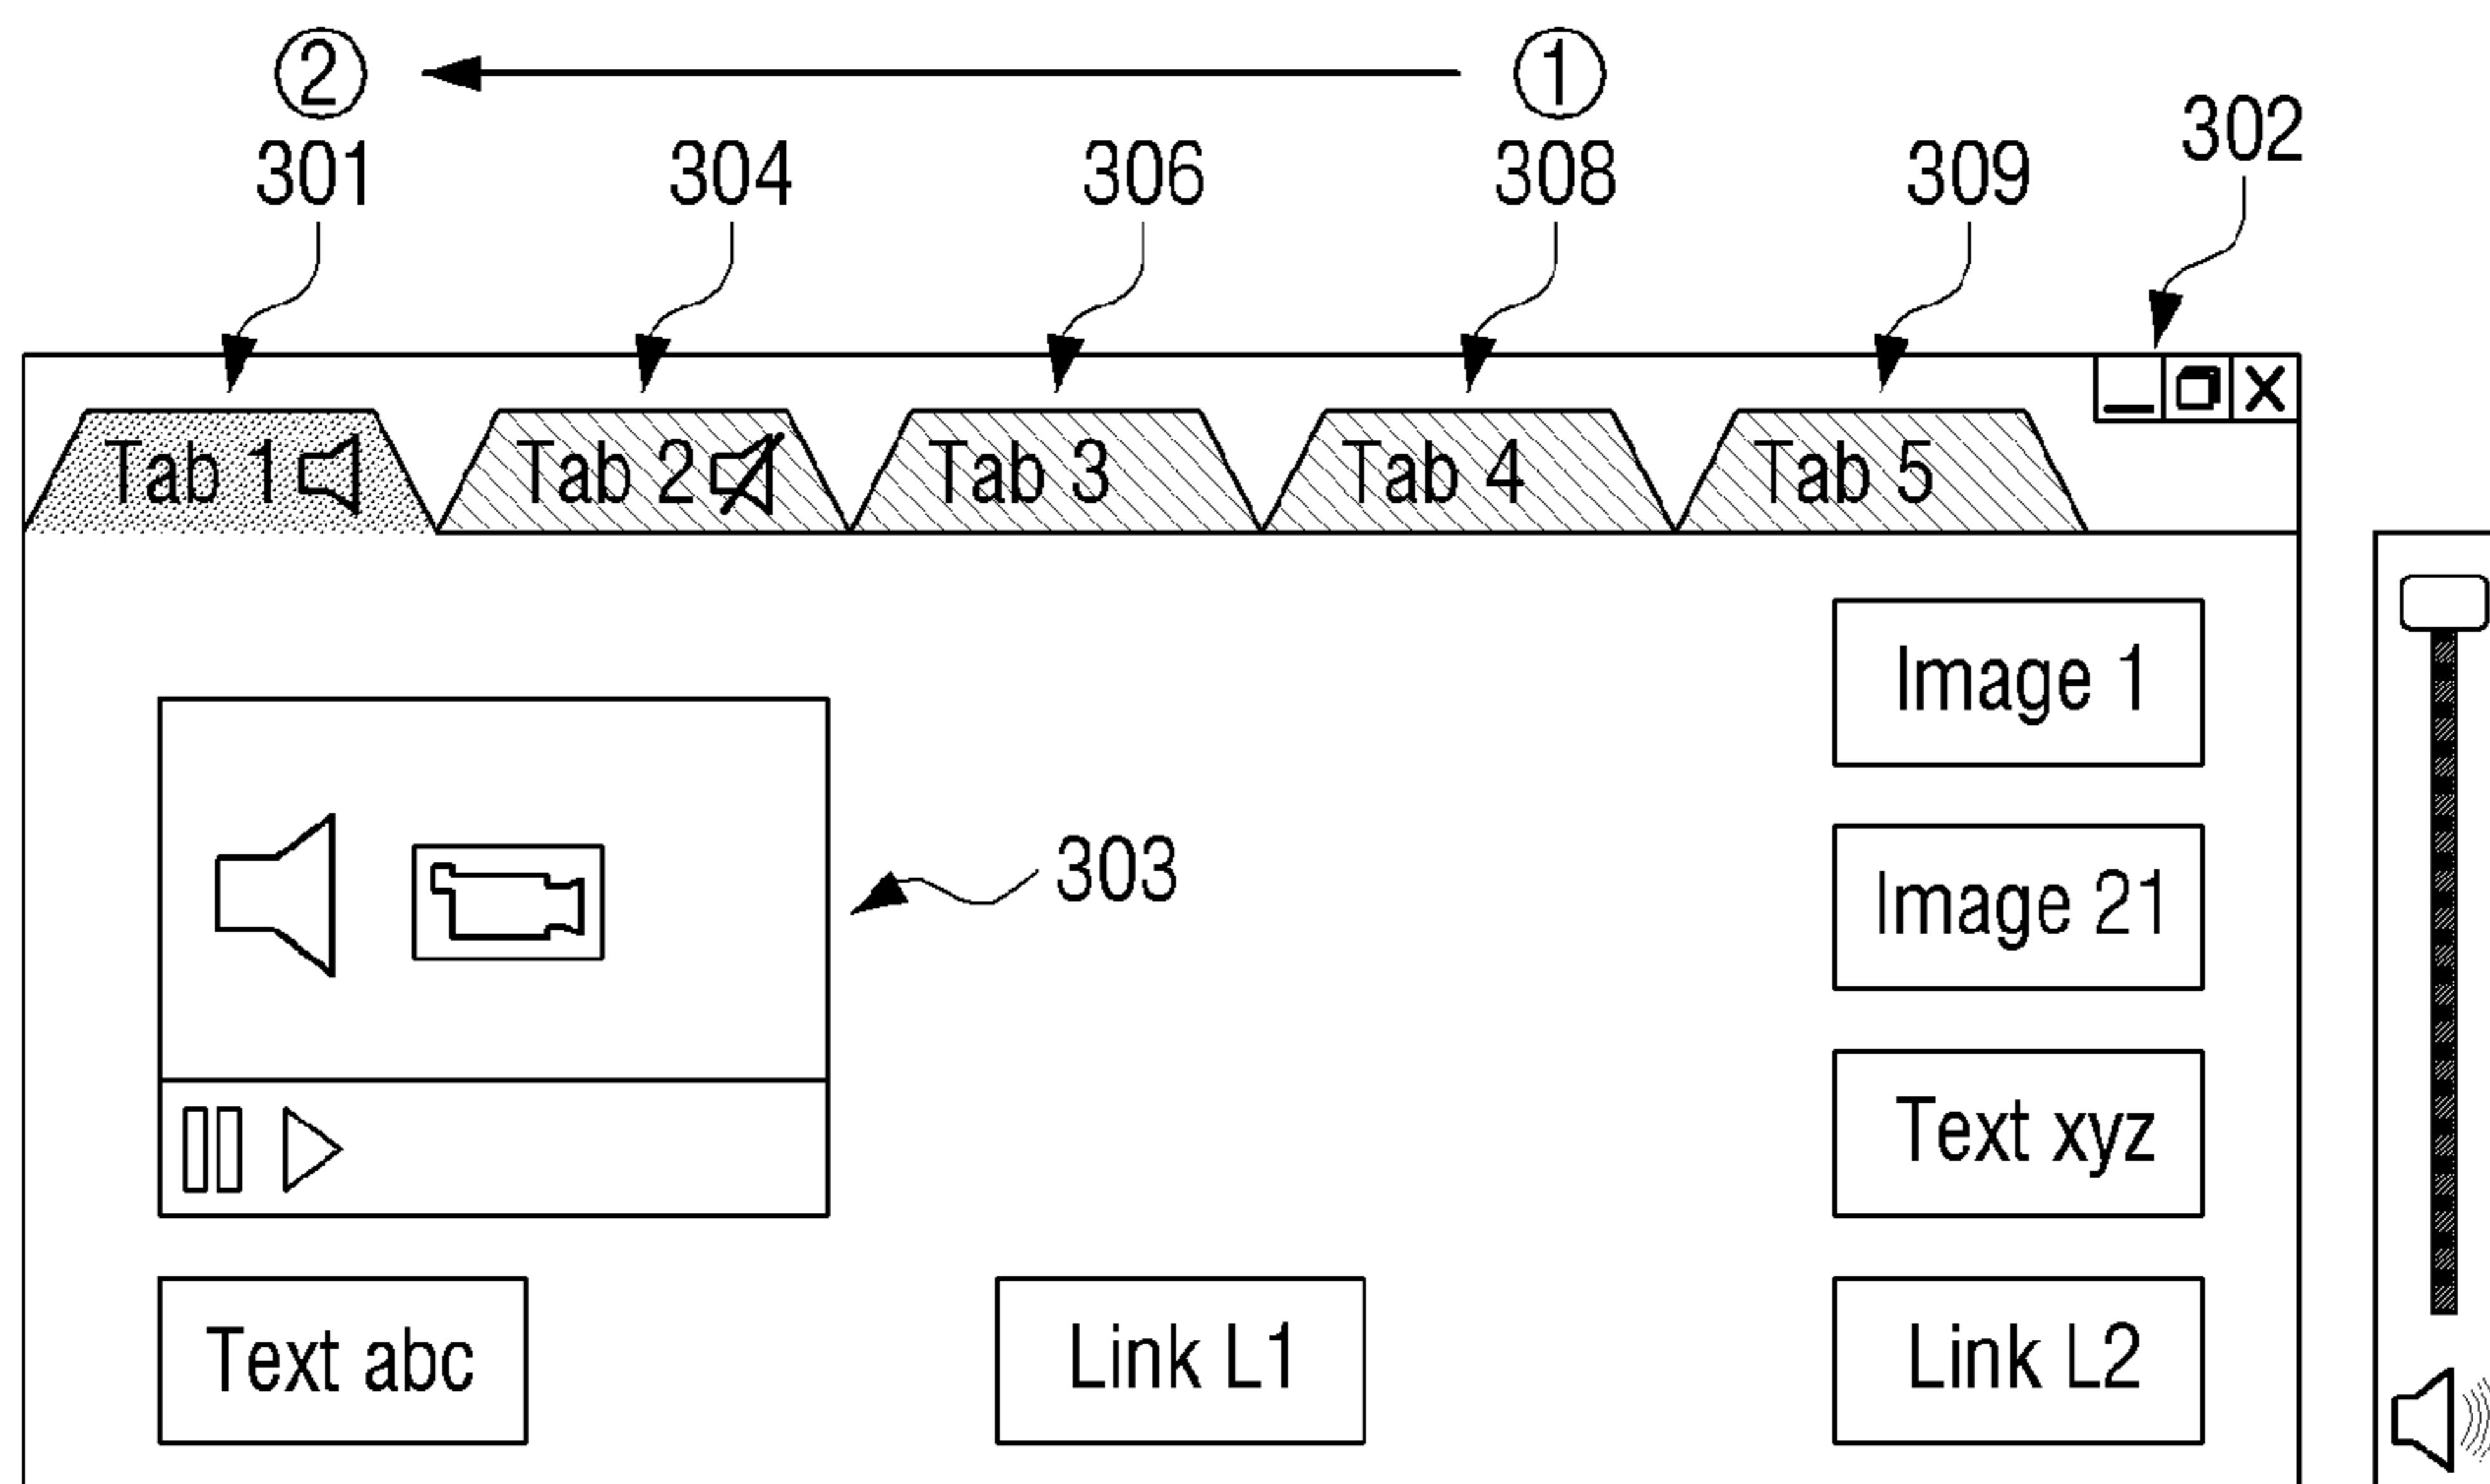 ② ①
301 304 306 308 309 302
Tab 1 Tab 2 Tab 3 Tab 4 Tab 5
Image 1
Image 21
303
Text xyz
Text abc Link L1 Link L2